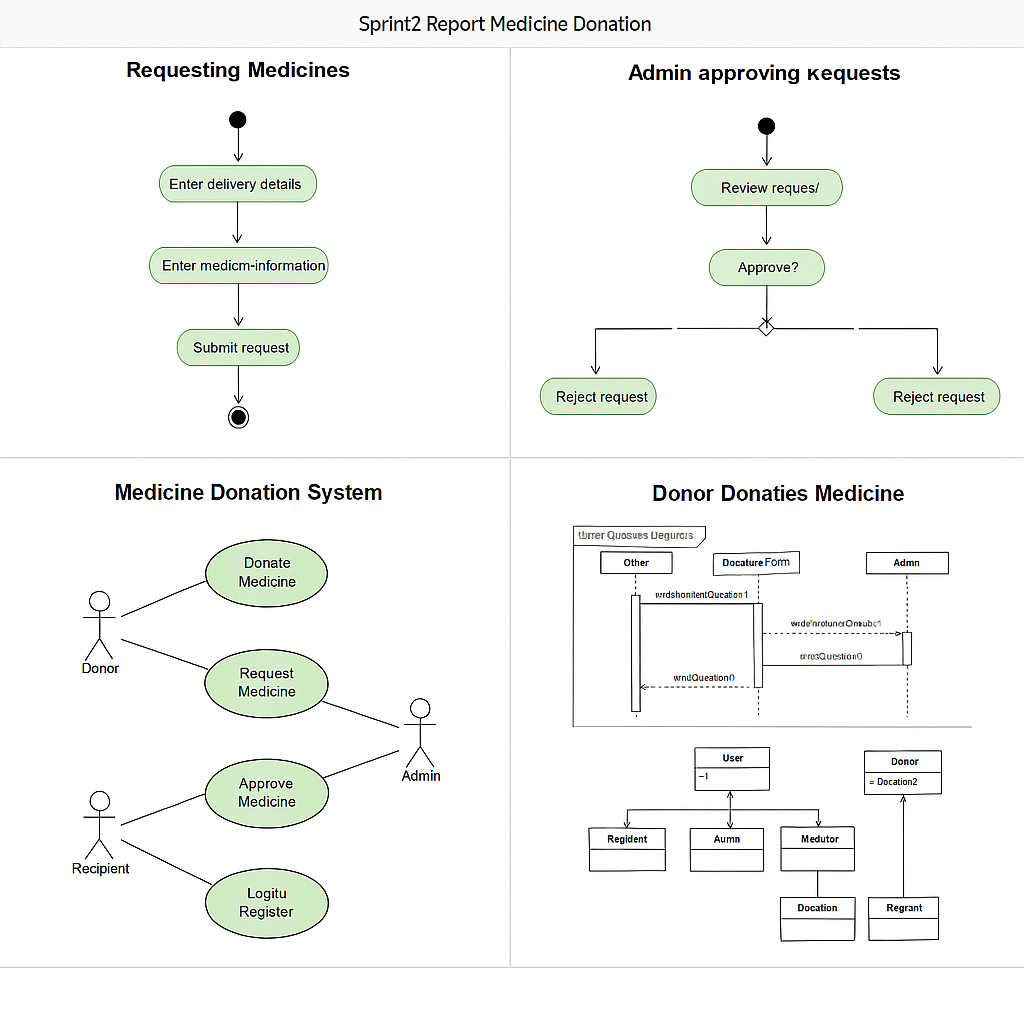 Sprint2 Report Medicine Donation
Requesting Medicines
Enter delivery details
Enter medicm-information
Submit request
Admin approving кequests
Review reques/
Approve?
Reject request
Reject request
Medicine Donation System
Donate
Medicine
Request
Medicine
Approve
Medicine
Logitu
Register
Donor
Recipient
Admin
Donor Donaties Medicine
Other
Docature Form
Admn
wrndQueation()
User
−1
Donor
= Docation2
Regident
Aumn
Medutor
Docation
Regrant